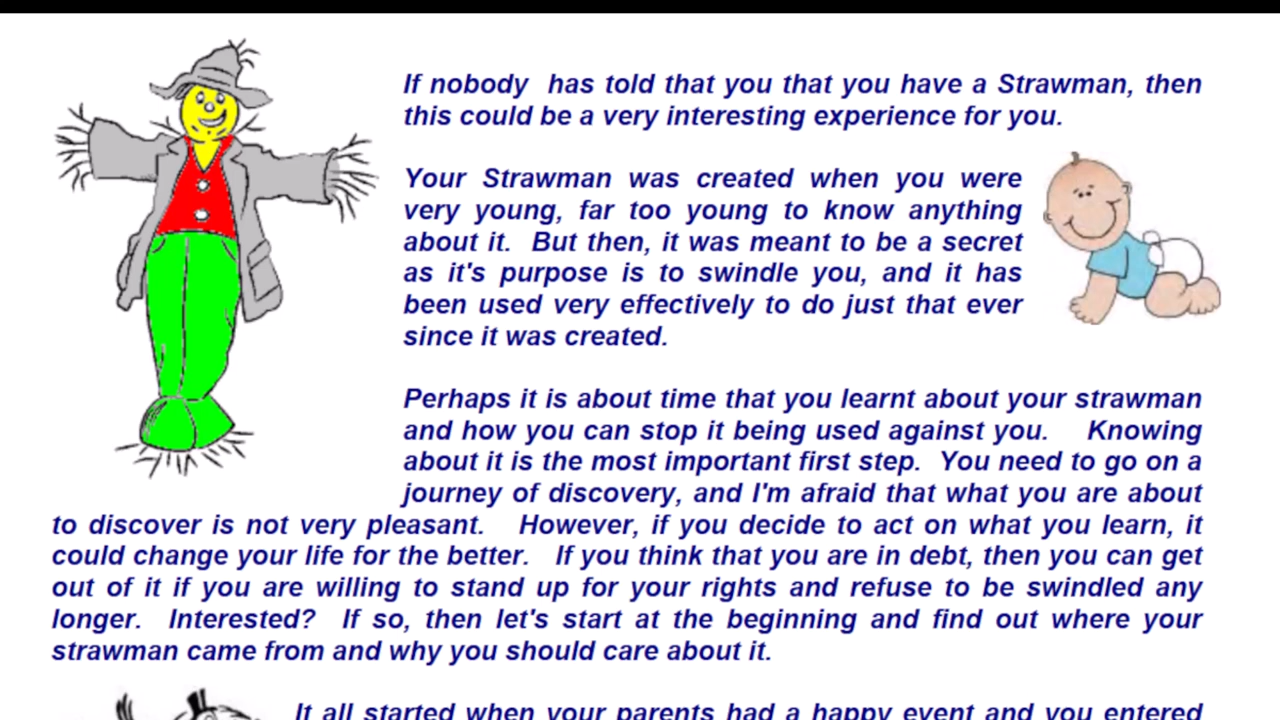 If nobody has told that you that you have a Strawman, then
this could be a very interesting experience for you.
Your Strawman was created when you were
very young, far too young to know anything
about it. But then, it was meant to be a secret
as it's purpose is to swindle you, and it has
been used very effectively to do just that ever
since it was created.
Perhaps it is about time that you learnt about your strawman
and how you can stop it being used against you. Knowing
about it is the most important first step. You need to go on a
journey of discovery, and I'm afraid that what you are about
to discover is not very pleasant. However, if you decide to act on what you learn, it
could change your life for the better. If you think that you are in debt, then you can get
out of it if you are willing to stand up for your rights and refuse to be swindled any
longer. Interested? If so, then let's start at the beginning and find out where your
strawman came from and why you should care about it.
It all started when your parents had a happy event and you entered